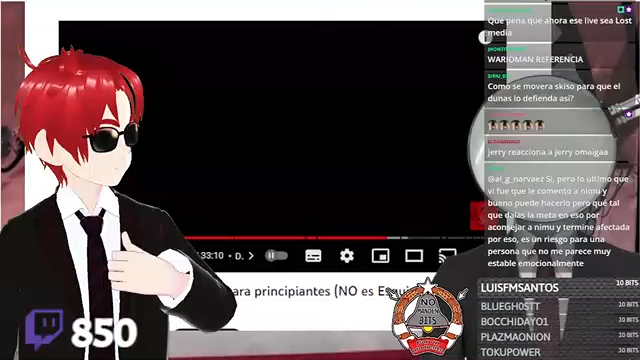 Que pena que ahora ese live sea Lost
media
WARIOMAN REFERENCIA
Como se movera skiso para que el
dunas lo defienda así?
jerry reacciona a jerry omaigaa
@al_g_narvaez Si, pero lo ultimo que
vi fue que le comento a nimu y
bueno puede hacerlo pero qué tal
que dalas la meta en eso por
aconsejar a nimu y termine afectada
por eso, es un riesgo para una
persona que no me parece muy
estable emocionalmente
33:10 • D.
ara principiantes (NO es
NO
MANDEN
BITS
LUISFMSANTOS 10 BITS
BLUEGH0STT 10 BITS
BOCCHIDAYO1 10 BITS
PLAZMAONION 10 BITS
TOKUPOWER 10 BITS
850